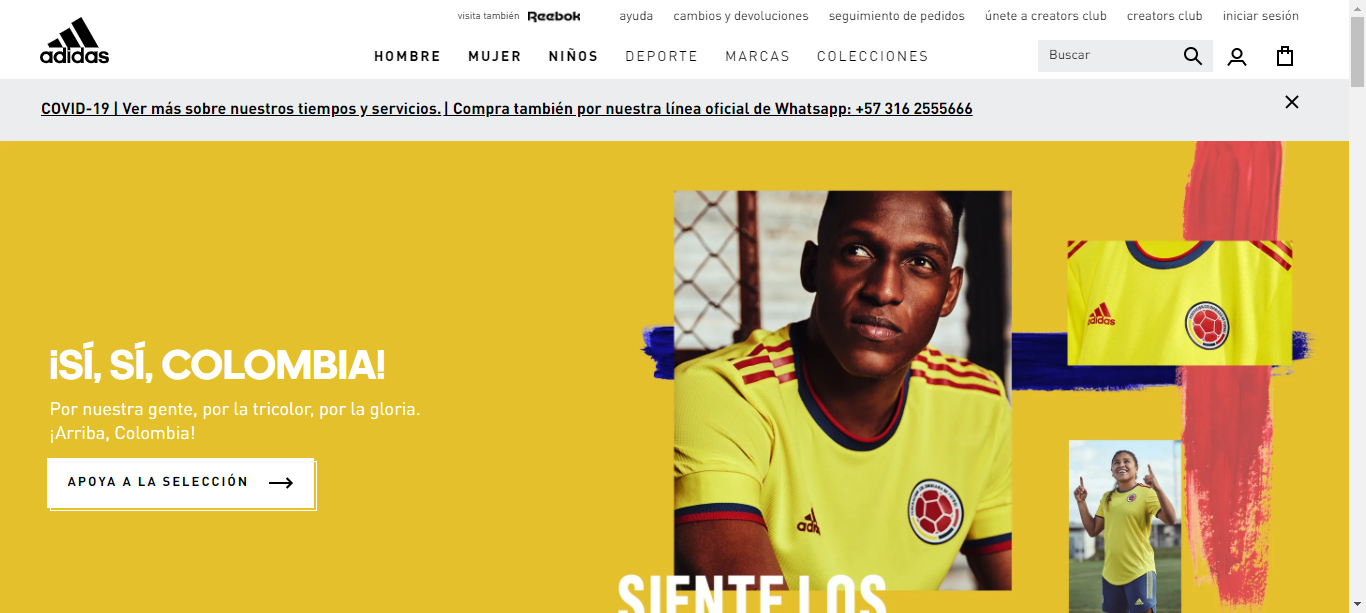 visita también Reebok ayuda cambios y devoluciones seguimiento de pedidos únete a creators club creators club iniciar sesión
adidas
HOMBRE MUJER NIÑOS DEPORTE MARCAS COLECCIONES Buscar
COVID-19 | Ver más sobre nuestros tiempos y servicios. | Compra también por nuestra línea oficial de Whatsapp: +57 316 2555666
¡SÍ, SÍ, COLOMBIA!
Por nuestra gente, por la tricolor, por la gloria.
¡Arriba, Colombia!
APOYA A LA SELECCIÓN
adidas
adidas
SIENTE LOS